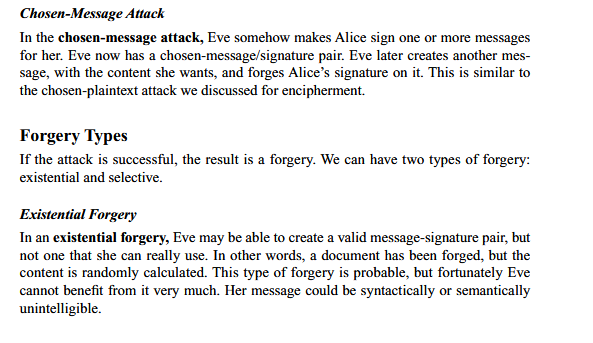 Chosen-Message Attack
In the chosen-message attack, Eve somehow makes Alice sign one or more messages
for her. Eve now has a chosen-message/signature pair. Eve later creates another mes-
sage, with the content she wants, and forges Alice's signature on it. This is similar to
the chosen-plaintext attack we discussed for encipherment.
Forgery Types
If the attack is successful, the result is a forgery. We can have two types of forgery:
existential and selective.
Existential Forgery
In an existential forgery, Eve may be able to create a valid message-signature pair, but
not one that she can really use. In other words, a document has been forged, but the
content is randomly calculated. This type of forgery is probable, but fortunately Eve
cannot benefit from it very much. Her message could be syntactically or semantically
unintelligible.